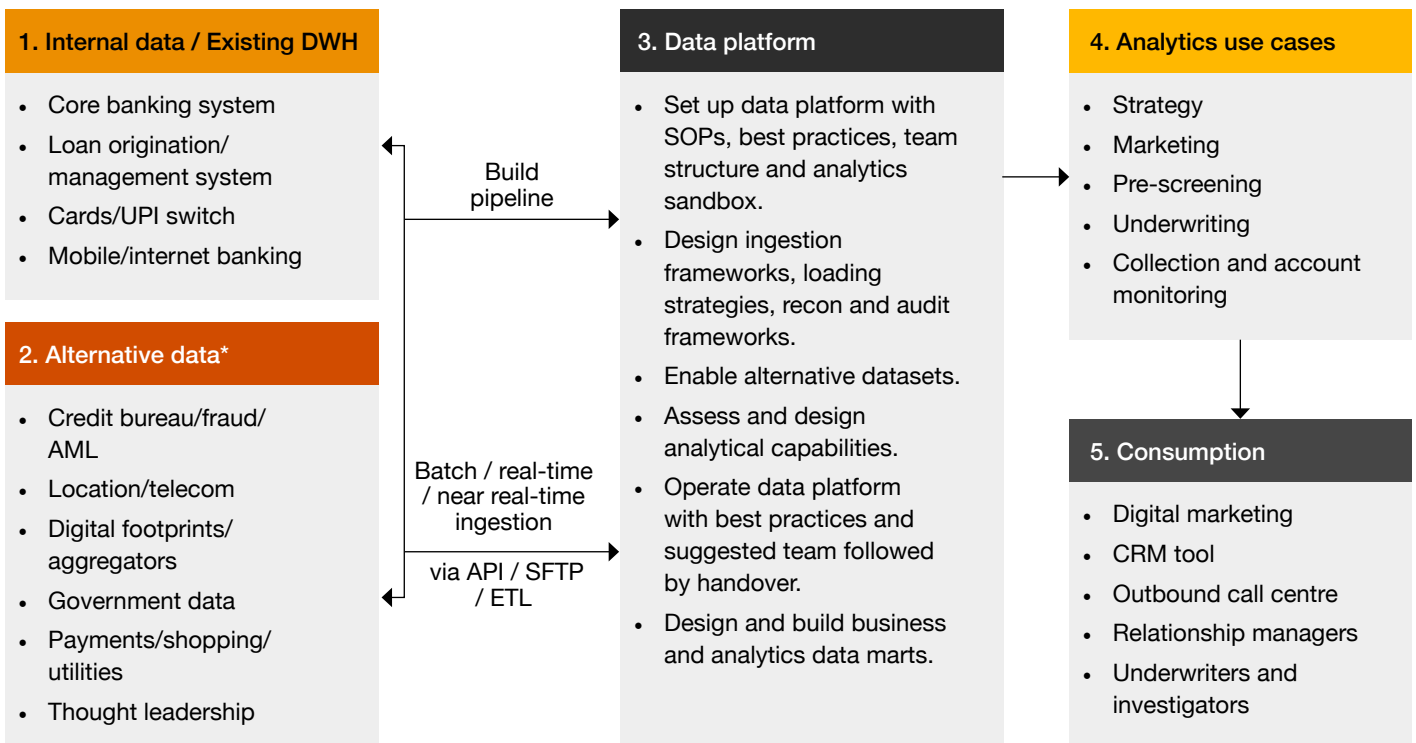 1. Internal data / Existing DWH
• Core banking system
• Loan origination/
management system
• Cards/UPI switch
• Mobile/internet banking
2. Alternative data*
• Credit bureau/fraud/
AML
• Location/telecom
• Digital footprints/
aggregators
• Government data
• Payments/shopping/
utilities
• Thought leadership
Build
pipeline
Batch / real-time
/ near real-time
ingestion
via API / SFTP
/ ETL
3. Data platform
• Set up data platform with
SOPs, best practices, team
structure and analytics
sandbox.
• Design ingestion
frameworks, loading
strategies, recon and audit
frameworks.
• Enable alternative datasets.
• Assess and design
analytical capabilities.
• Operate data platform
with best practices and
suggested team followed
by handover.
• Design and build business
and analytics data marts.
4. Analytics use cases
• Strategy
• Marketing
• Pre-screening
• Underwriting
• Collection and account
monitoring
5. Consumption
• Digital marketing
• CRM tool
• Outbound call centre
• Relationship managers
• Underwriters and
investigators